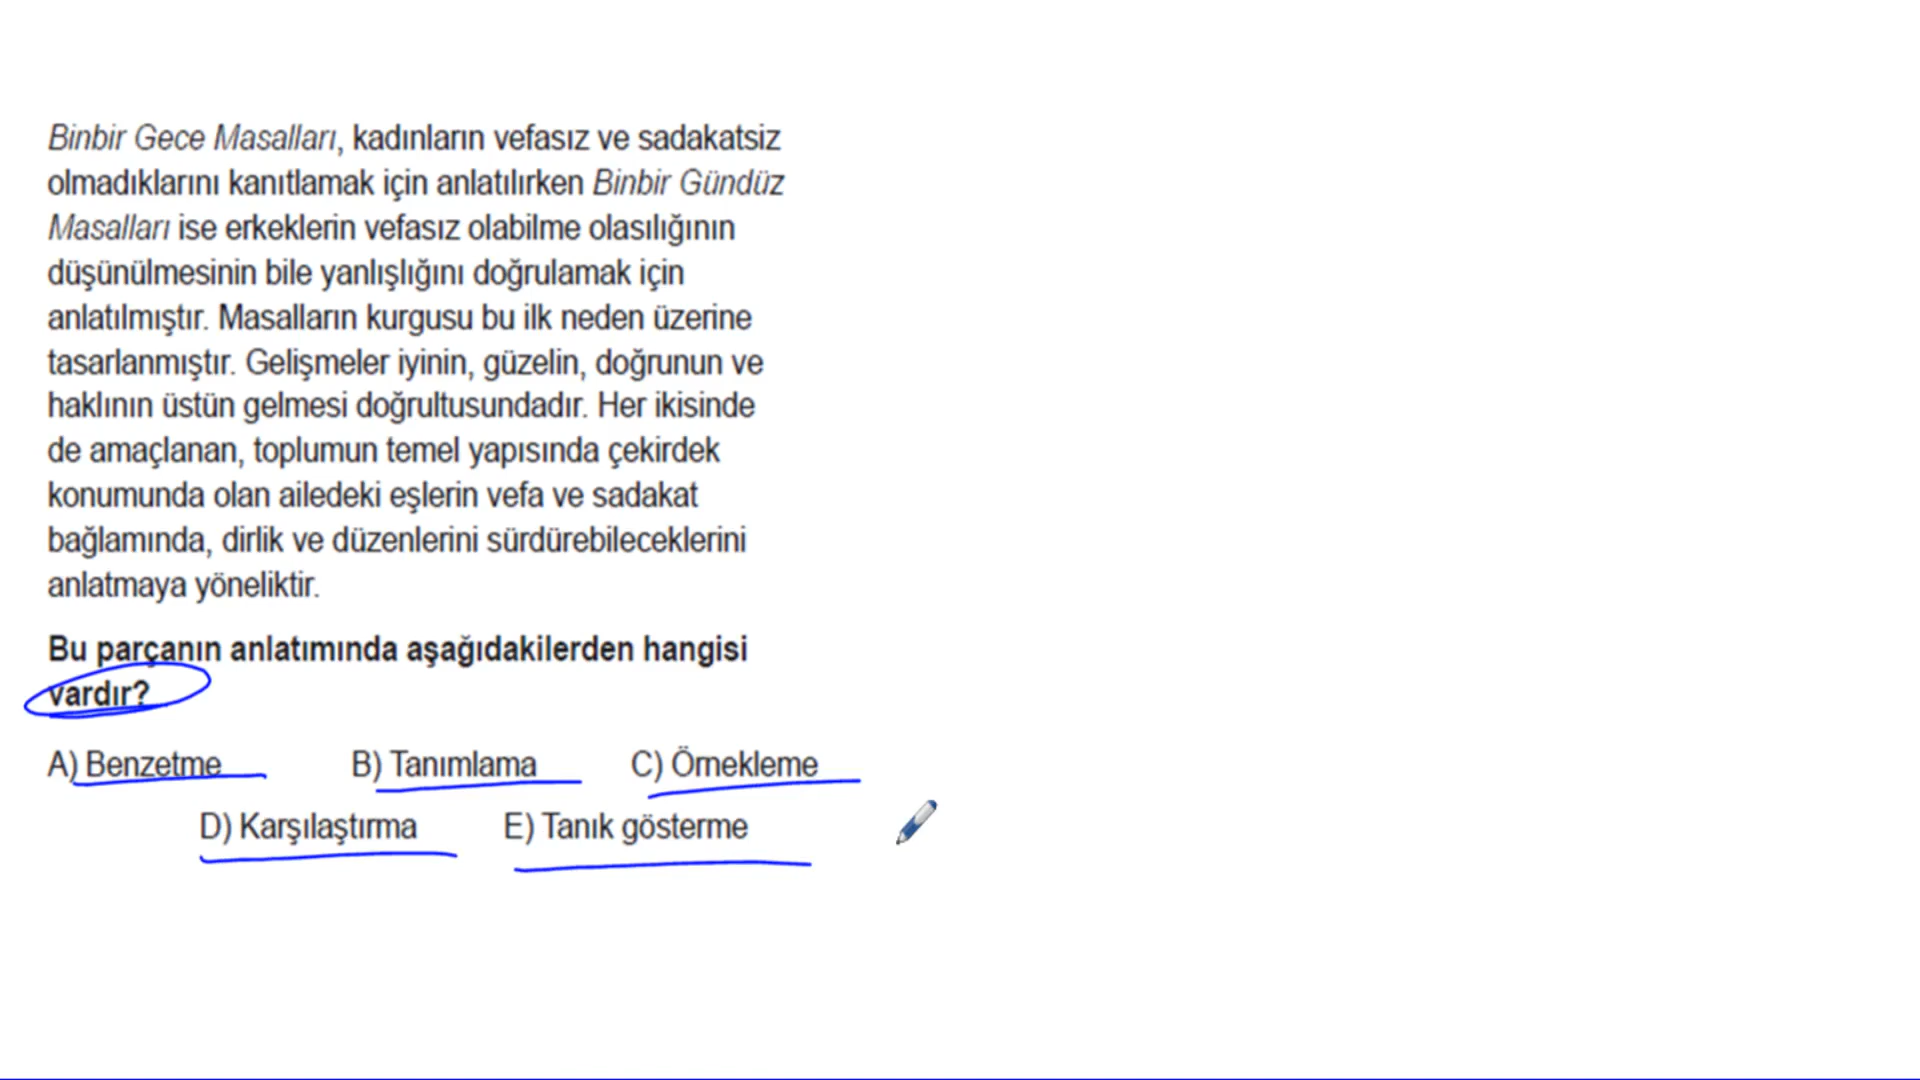 Binbir Gece Masalları, kadınların vefasız ve sadakatsiz
olmadıklarını kanıtlamak için anlatılırken Binbir Gündüz
Masalları ise erkeklerin vefasız olabilme olasılığının
düşünülmesinin bile yanlışlığını doğrulamak için
anlatılmıştır. Masalların kurgusu bu ilk neden üzerine
tasarlanmıştır. Gelişmeler iyinin, güzelin, doğrunun ve
haklının üstün gelmesi doğrultusundadır. Her ikisinde
de amaçlanan, toplumun temel yapısında çekirdek
konumunda olan ailedeki eşlerin vefa ve sadakat
bağlamında, dirlik ve düzenlerini sürdürebileceklerini
anlatmaya yöneliktir.
Bu parçanın anlatımında aşağıdakilerden hangisi
vardır?
A) Benzetme B) Tanımlama C) Örnekleme
D) Karşılaştırma E) Tanık gösterme